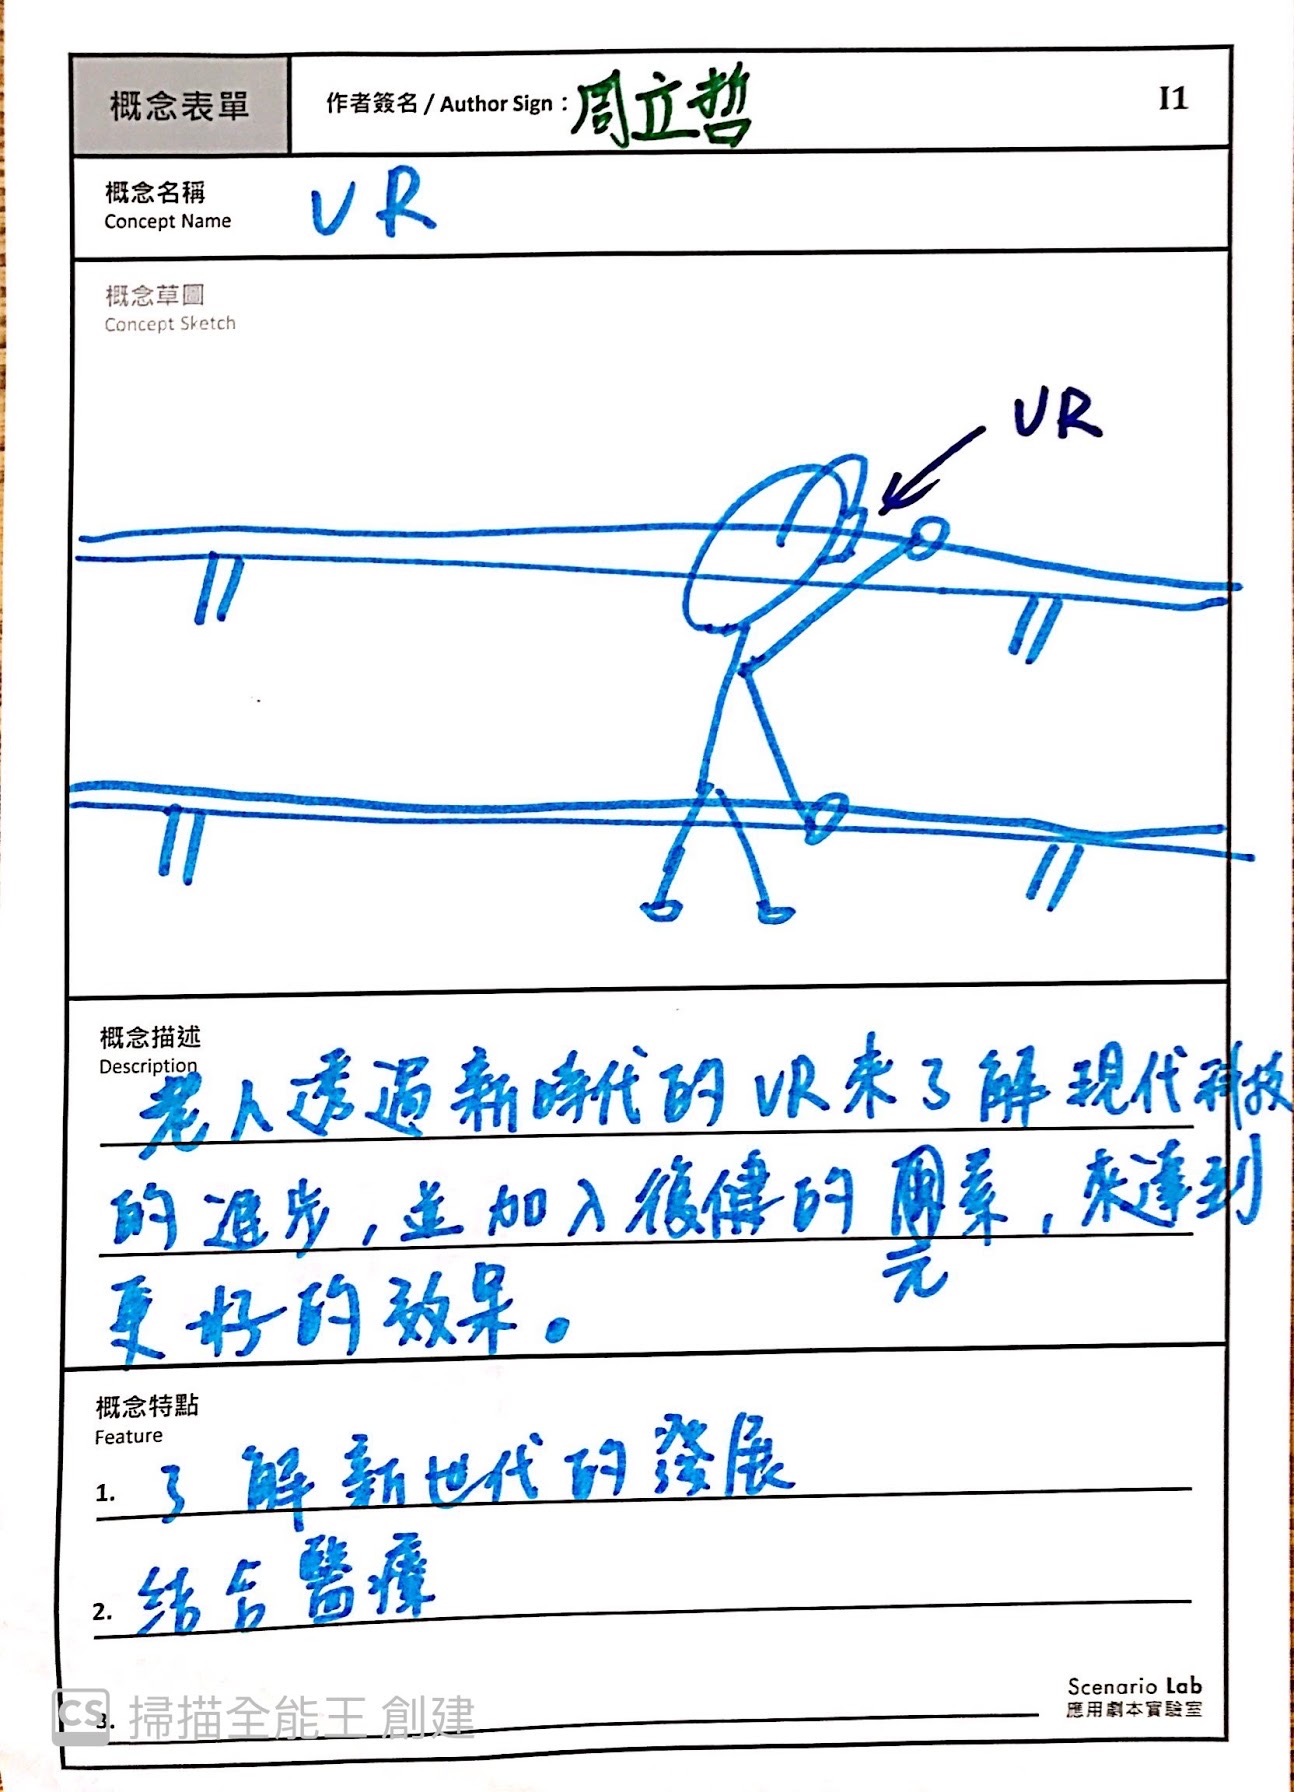 概念表單
作者簽名 / Author Sign：周立哲
I1
概念名稱
Concept Name
VR
概念草圖
Concept Sketch
VR
概念描述
Description
老人透過新時代的VR來了解現代科技
的進步，並加入復健的素，來達到
元
更好的效果。
概念特點
Feature
1. 了解新世代的發展
2. 結合醫療
3.
Scenario Lab
應用劇本實驗室
CS 掃描全能王 創建